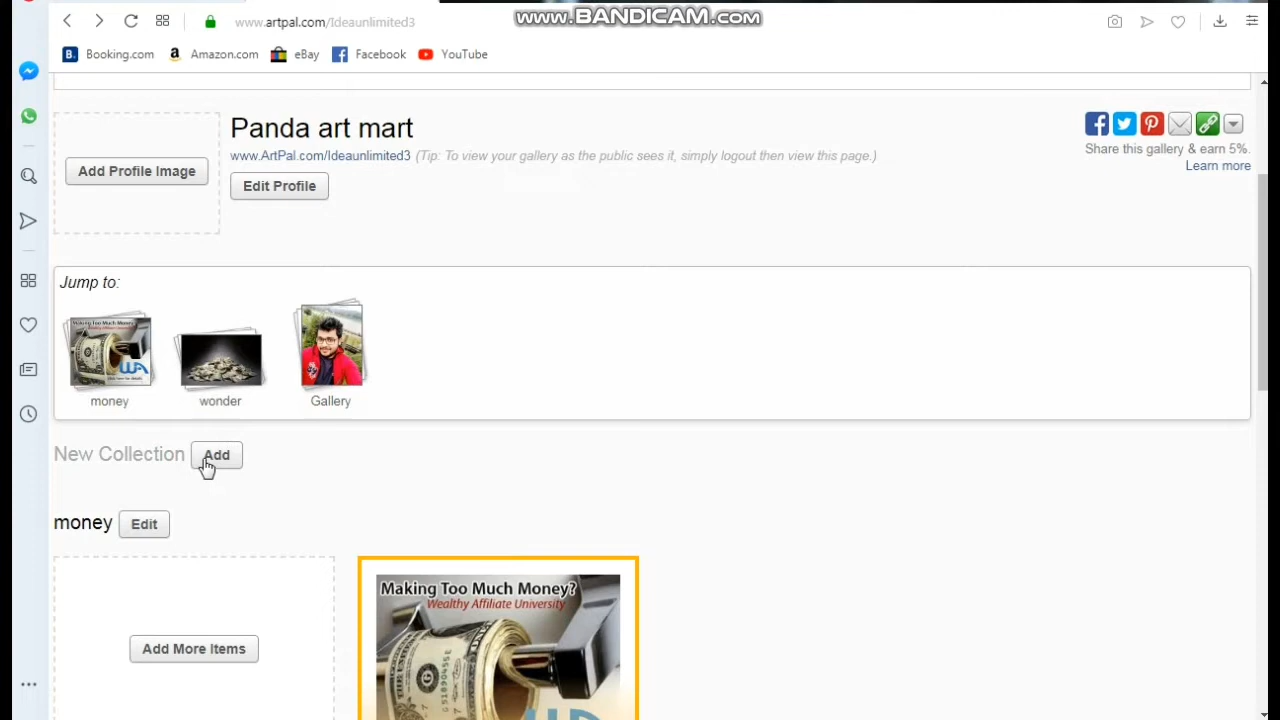 www.BANDICAM.com
www.artpal.com/Ideaunlimited3
Booking.com Amazon.com eBay Facebook YouTube
Panda art mart
www.ArtPal.com/Ideaunlimited3 (Tip: To view your gallery as the public sees it, simply logout then view this page.)
Add Profile Image
Edit Profile
Share this gallery & earn 5%.
Learn more
Jump to:
money wonder Gallery
New Collection Add
money Edit
Add More Items
Making Too Much Money?
Wealthy Affiliate University